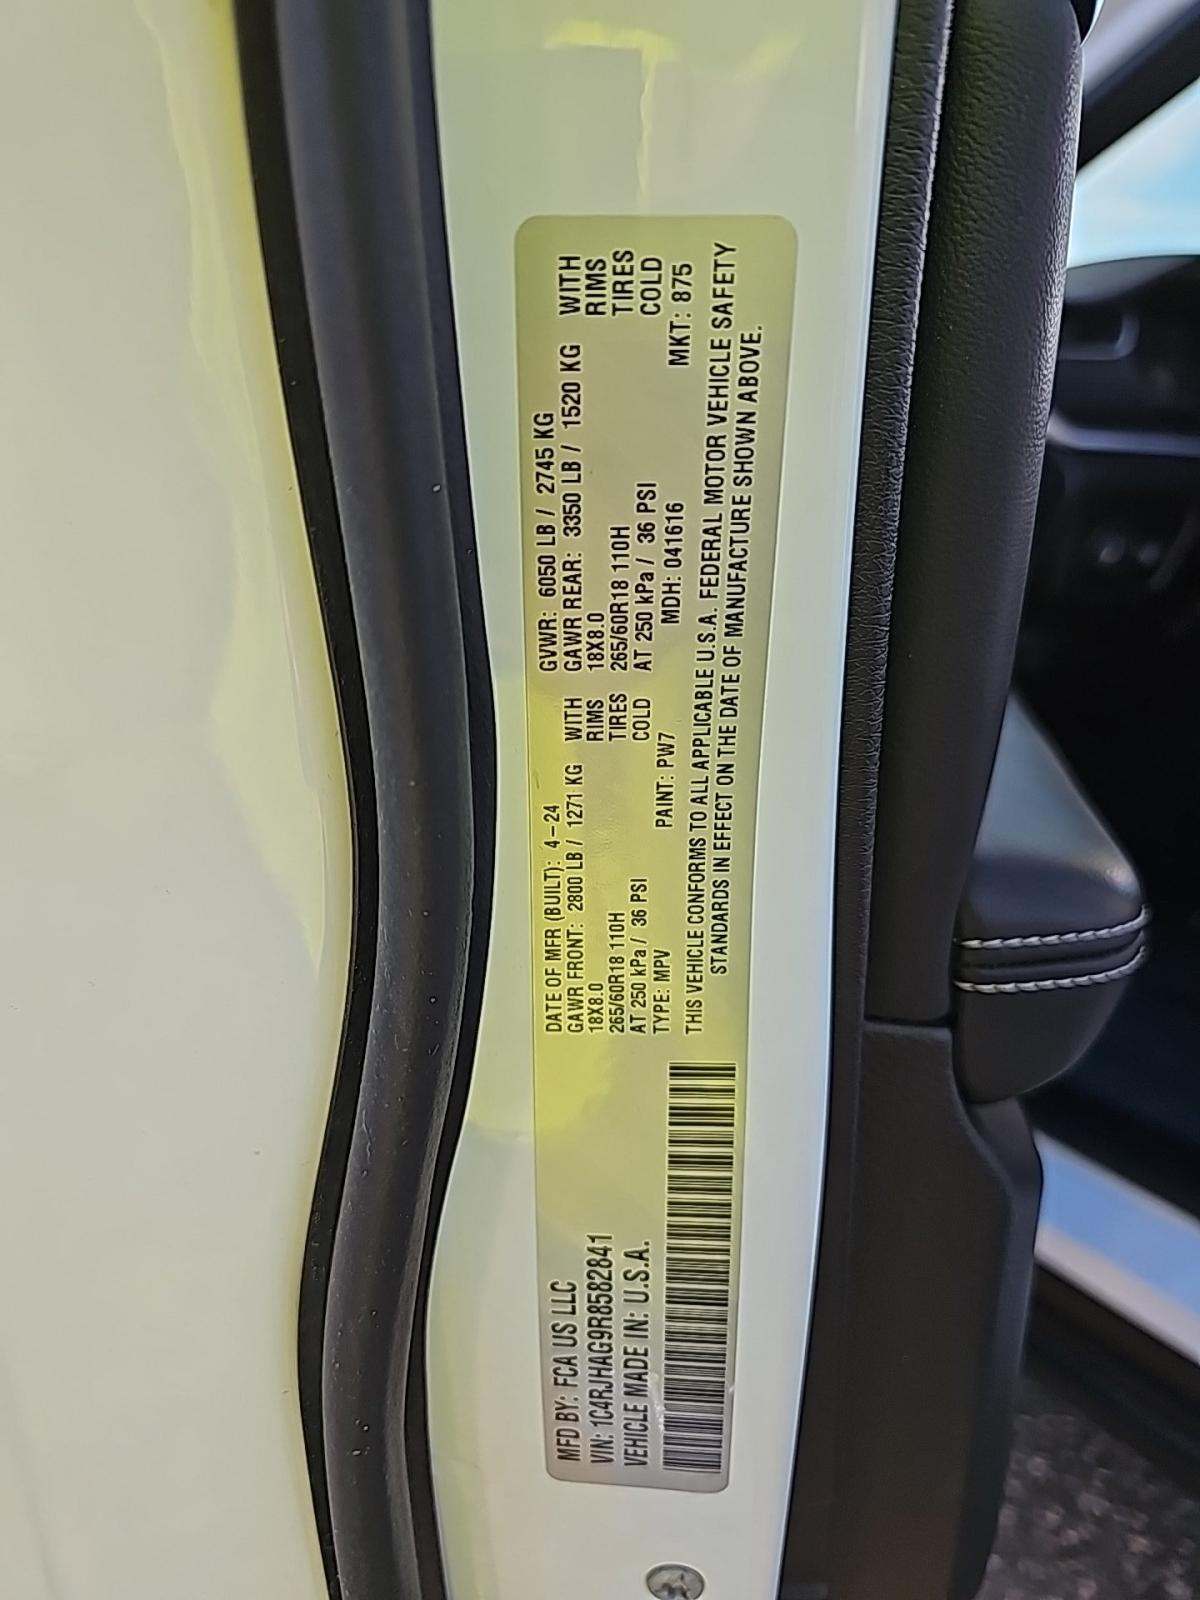 MFD BY: FCA US LLC
VIN: 1C4RJHAG9R8582841
VEHICLE MADE IN: U.S.A.
DATE OF MFR (BUILT): 4-24 GVWR: 6050 LB / 2745 KG
GAWR FRONT: 2800 LB / 1271 KG WITH GAWR REAR: 3350 LB / 1520 KG WITH
18X8.0 RIMS 18X8.0 RIMS
265/60R18 110H TIRES 265/60R18 110H TIRES
AT 250 kPa / 36 PSI COLD AT 250 kPa / 36 PSI COLD
TYPE: MPV PAINT: PW7 MDH: 041616 MKT: 875
THIS VEHICLE CONFORMS TO ALL APPLICABLE U.S.A. FEDERAL MOTOR VEHICLE SAFETY
STANDARDS IN EFFECT ON THE DATE OF MANUFACTURE SHOWN ABOVE.